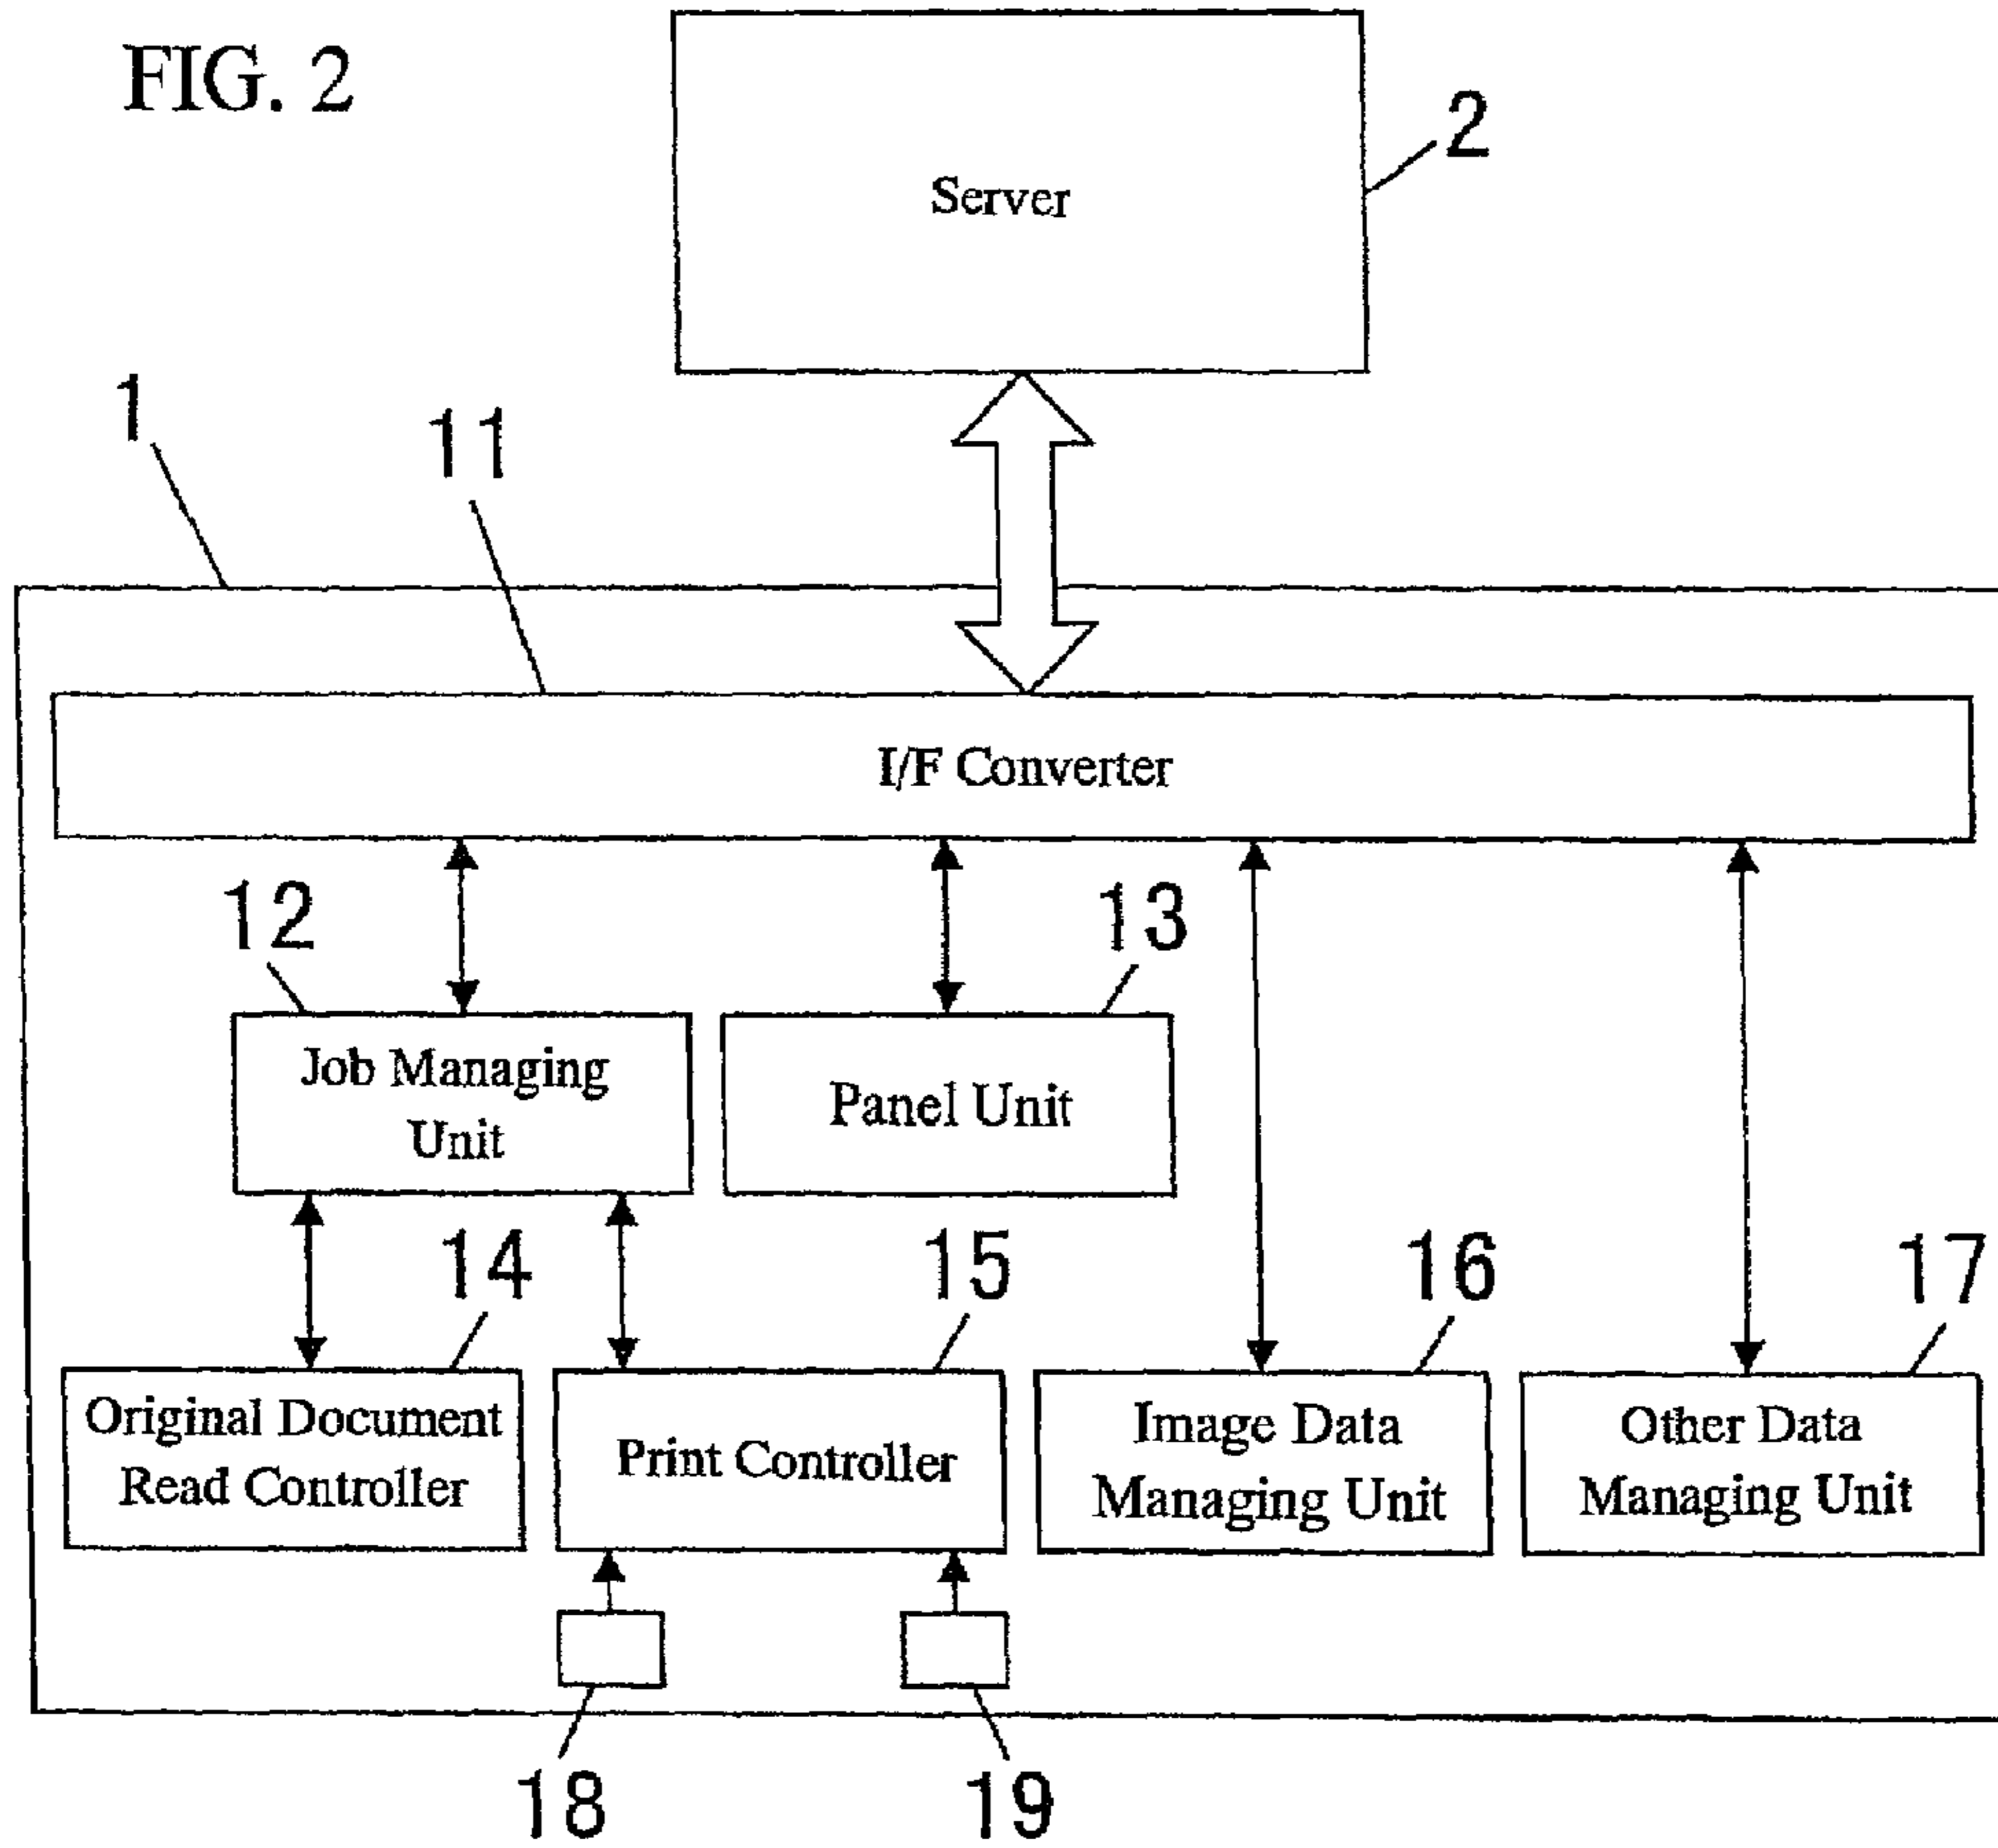 FIG. 2
Server
2
1
11
I/F Converter
12
13
Job Managing
Unit
Panel Unit
14
15
16
17
Original Document
Read Controller
Print Controller
Image Data
Managing Unit
Other Data
Managing Unit
18
19